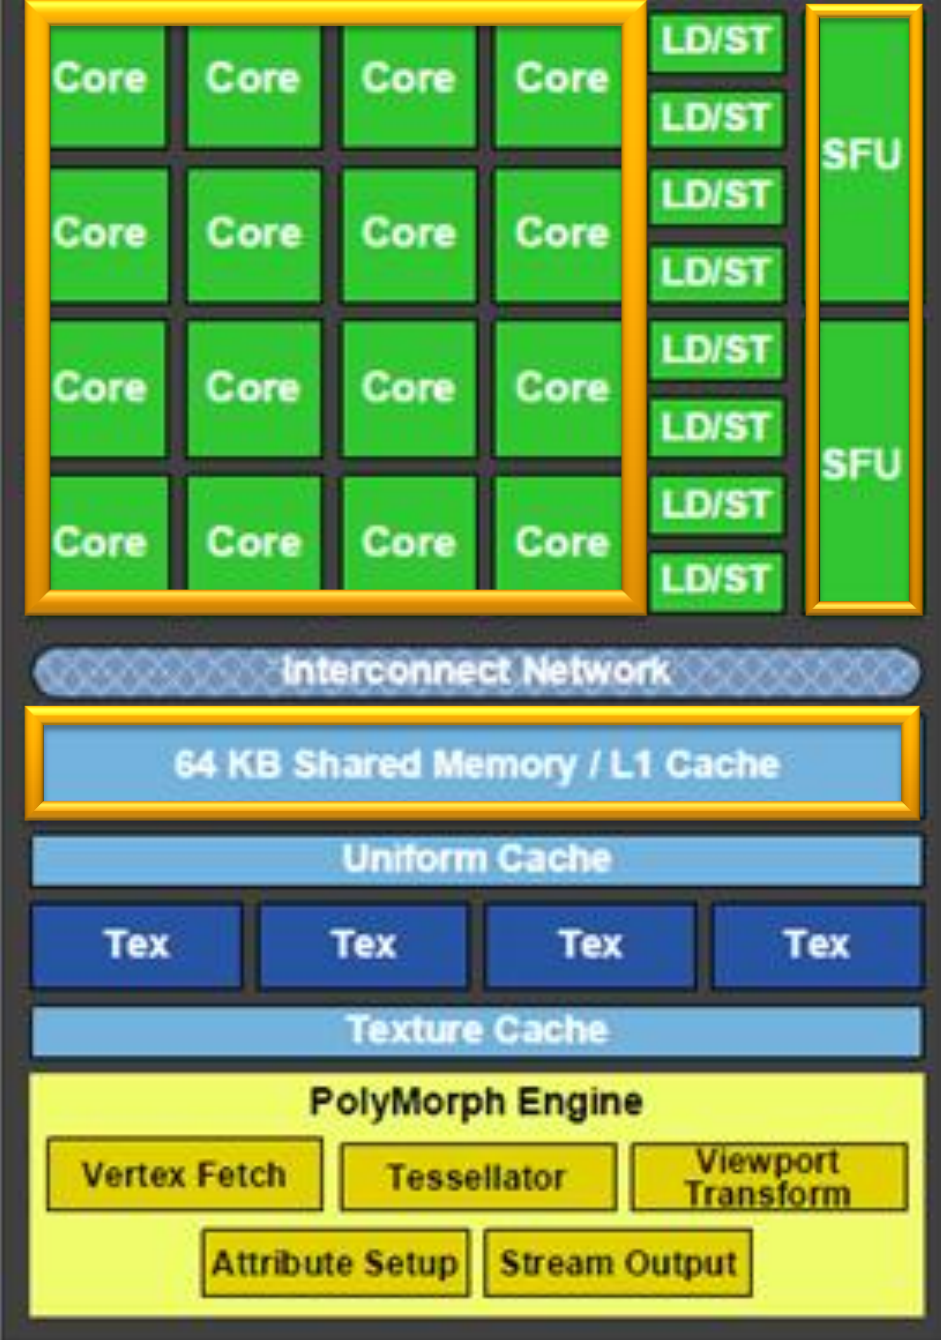 Core Core Core Core LD/ST
LD/ST
SFU
Core Core Core Core LD/ST
LD/ST
Core Core Core Core LD/ST
LD/ST
SFU
Core Core Core Core LD/ST
LD/ST
Interconnect Network
64 KB Shared Memory / L1 Cache
Uniform Cache
Tex Tex Tex Tex
Texture Cache
PolyMorph Engine
Vertex Fetch
Tessellator
Viewport
Transform
Attribute Setup
Stream Output